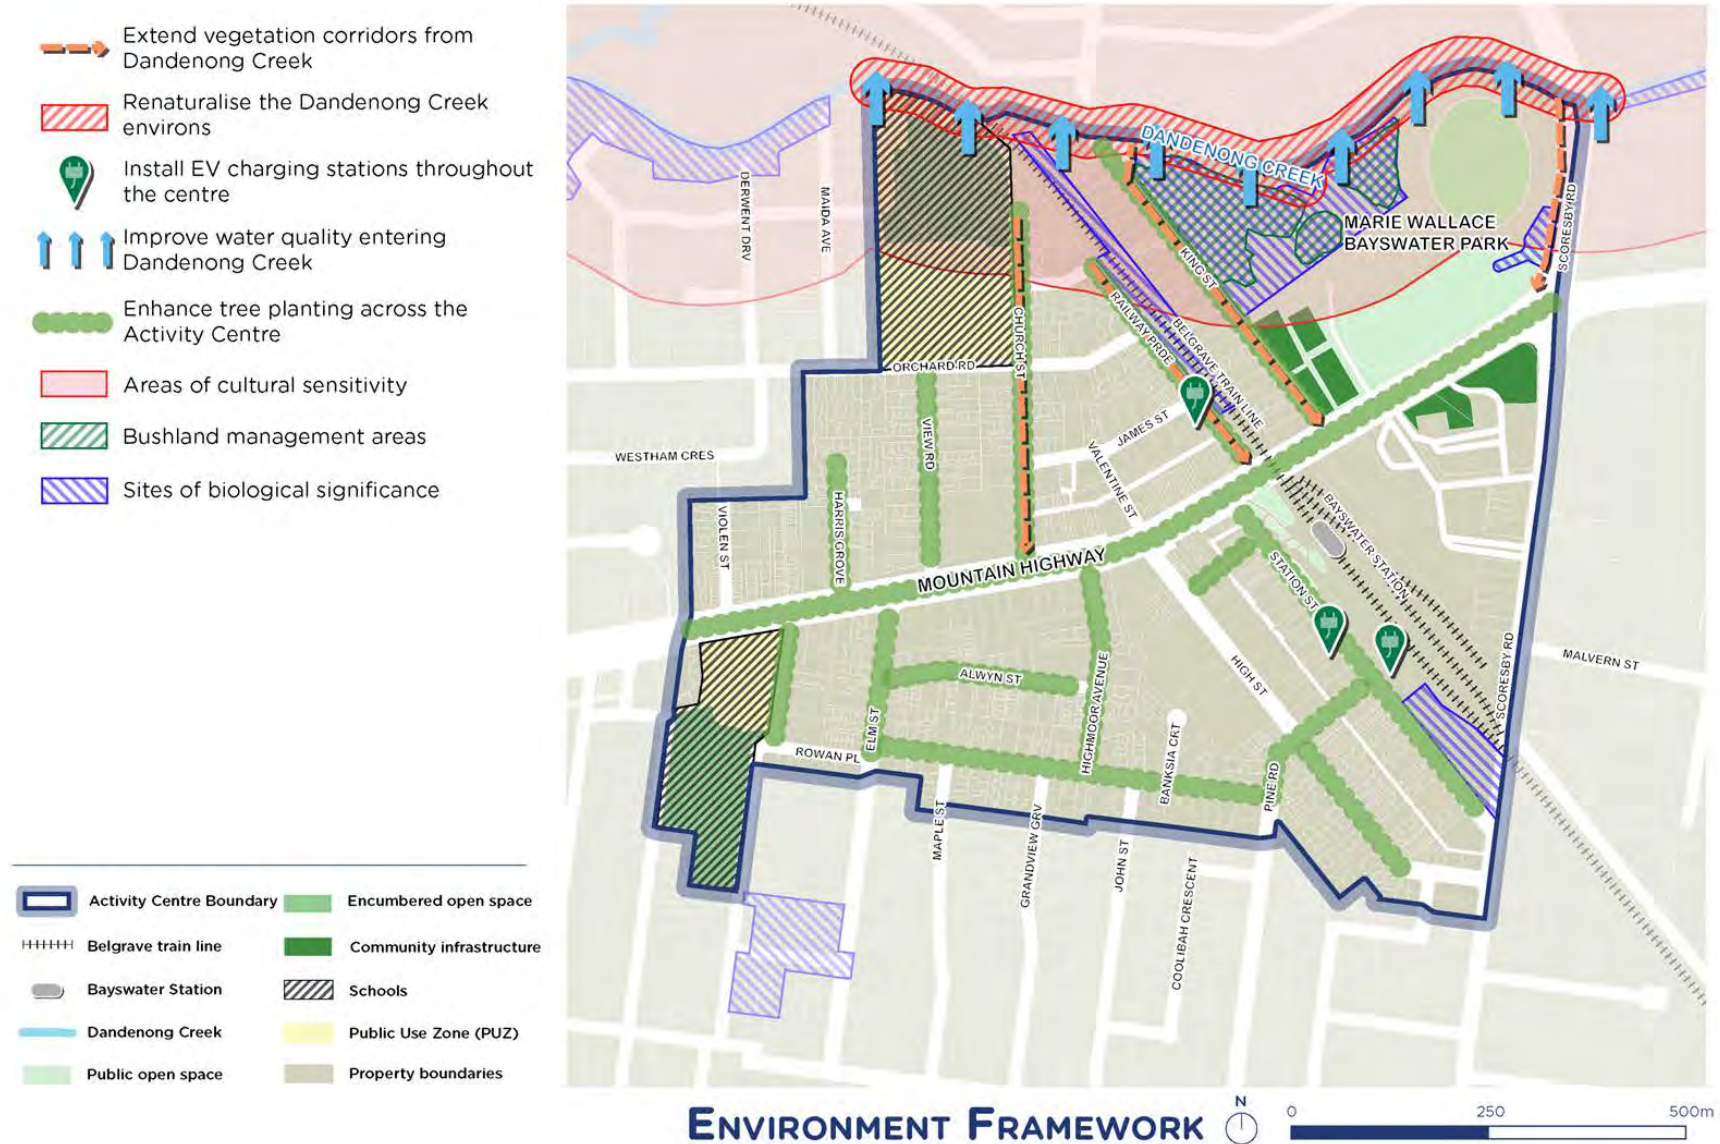 Extend vegetation corridors from
Dandenong Creek
Renaturalise the Dandenong Creek
environs
Install EV charging stations throughout
the centre
Improve water quality entering
Dandenong Creek
Enhance tree planting across the
Activity Centre
Areas of cultural sensitivity
Bushland management areas
Sites of biological significance
Activity Centre Boundary
Encumbered open space
Belgrave train line
Community infrastructure
Bayswater Station
Schools
Dandenong Creek
Public Use Zone (PUZ)
Public open space
Property boundaries
DANDENONG CREEK
DERWENT DRV
MAIDA AVE
MARIE WALLACE
BAYSWATER PARK
SCORESBY RD
KING ST
RAILWAY PRDE
BELGRAVE TRAIN LINE
CHURCH ST
ORCHARD RD
VIEW RD
JAMES ST
VALENTINE ST
WESTHAM CRES
VIOLEN ST
HARRIS GROVE
MOUNTAIN HIGHWAY
BAYSWATER STATION
STATION ST
SCORESBY RD
MALVERN ST
HIGH ST
ALWYN ST
HIGHMOOR AVENUE
ELM ST
ROWAN PL
BANKSIA CRT
PINE RD
MAPLE ST
GRANDVIEW GRV
JOHN ST
COOLIBAH CRESCENT
ENVIRONMENT FRAMEWORK
N
0 250 500m